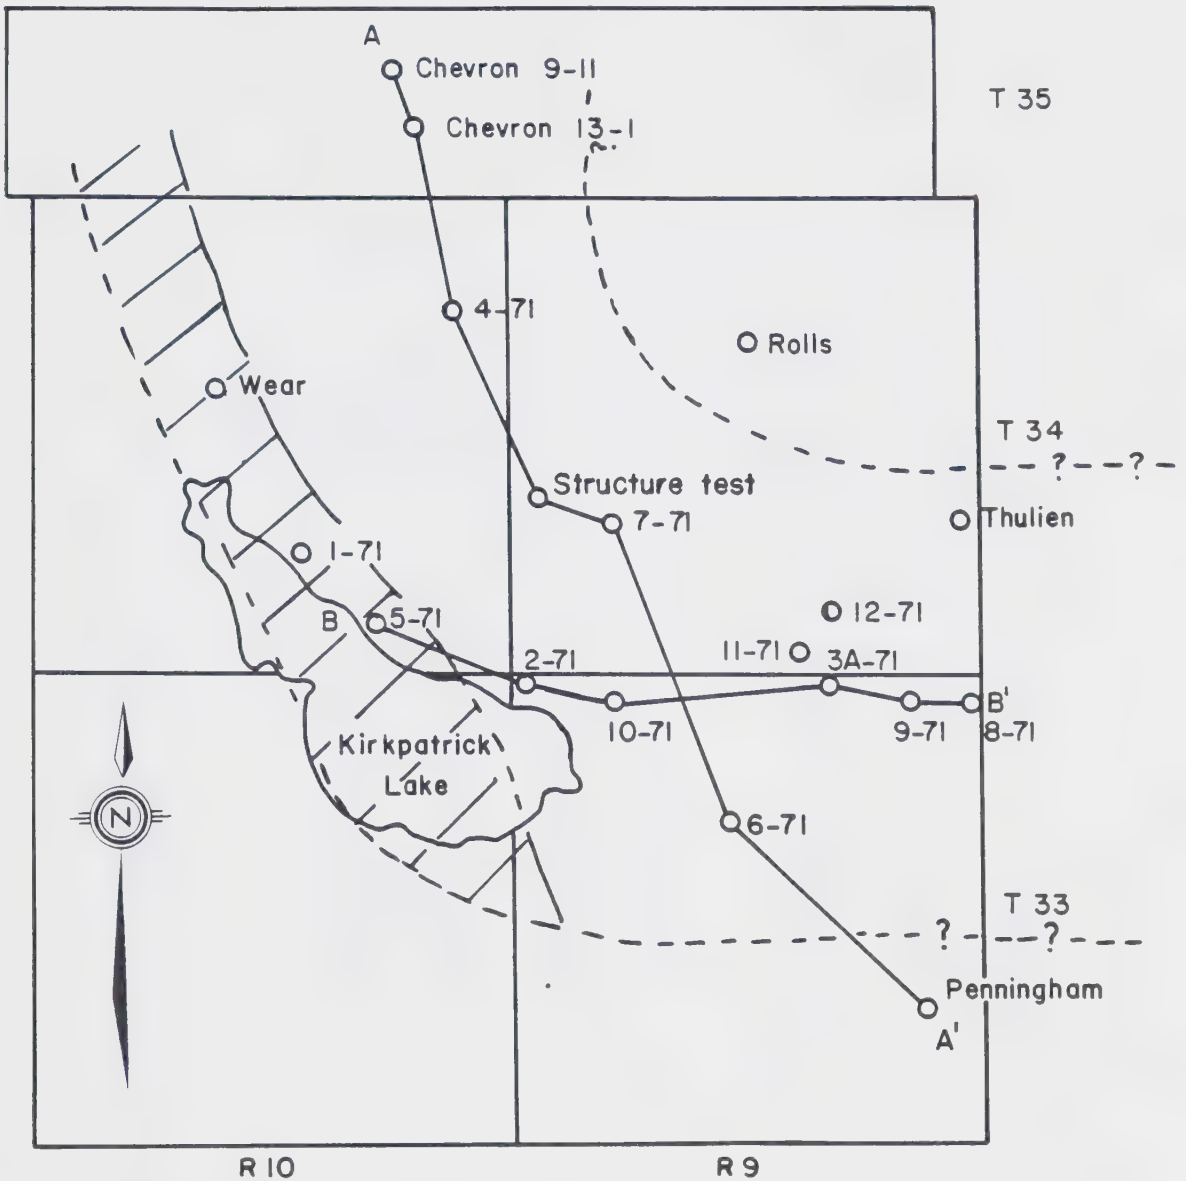 A
Chevron 9-11
T 35
Chevron 13-1
4-71
Rolls
Wear
T 34
? ?
Structure test
7-71
Thulien
1-71
12-71
B 5-71
11-71
2-71
3A-71
B'
10-71
9-71
8-71
Kirkpatrick
Lake
N
6-71
T 33
? ?
Penningham
A'
R 10
R 9